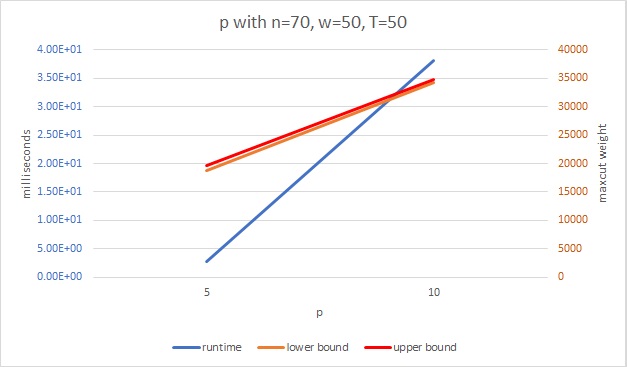 p with n=70, w=50, T=50
4.00E+01
3.50E+01
3.00E+01
2.50E+01
2.00E+01
1.50E+01
1.00E+01
5.00E+00
0.00E+00
milliseconds
40000
35000
30000
25000
20000
15000
10000
5000
0
maxcut weight
5 10
p
runtime lower bound upper bound